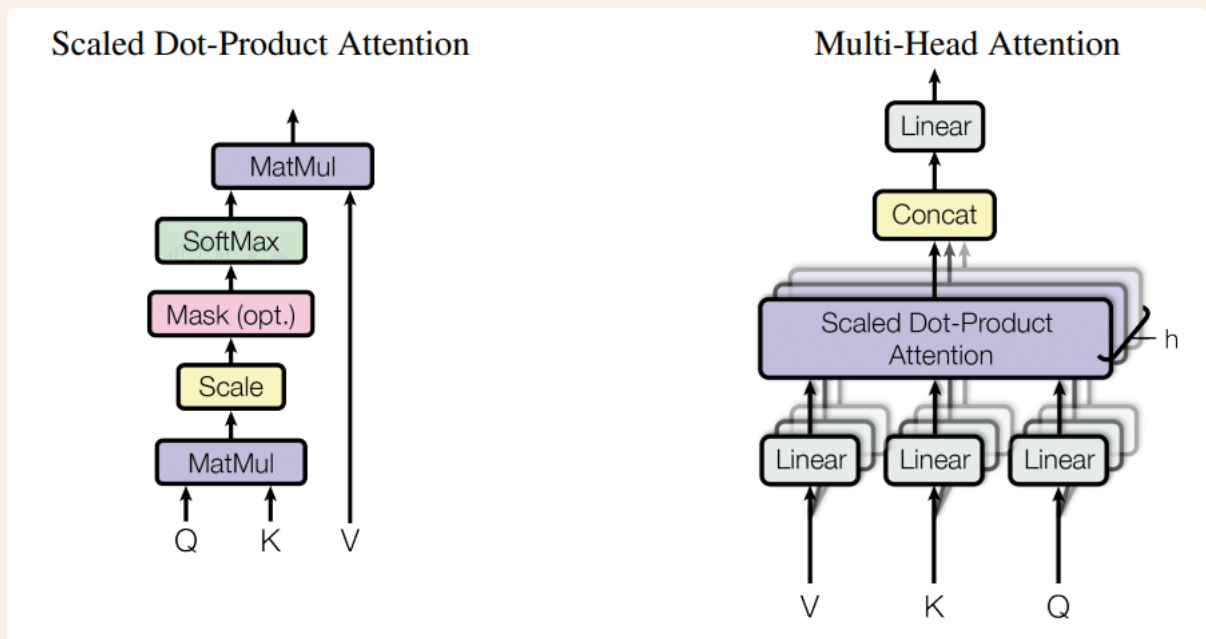 Scaled Dot-Product Attention
MatMul
SoftMax
Mask (opt.)
Scale
MatMul
Q K V
Multi-Head Attention
Linear
Concat
Scaled Dot-Product
Attention
h
Linear Linear Linear
V K Q